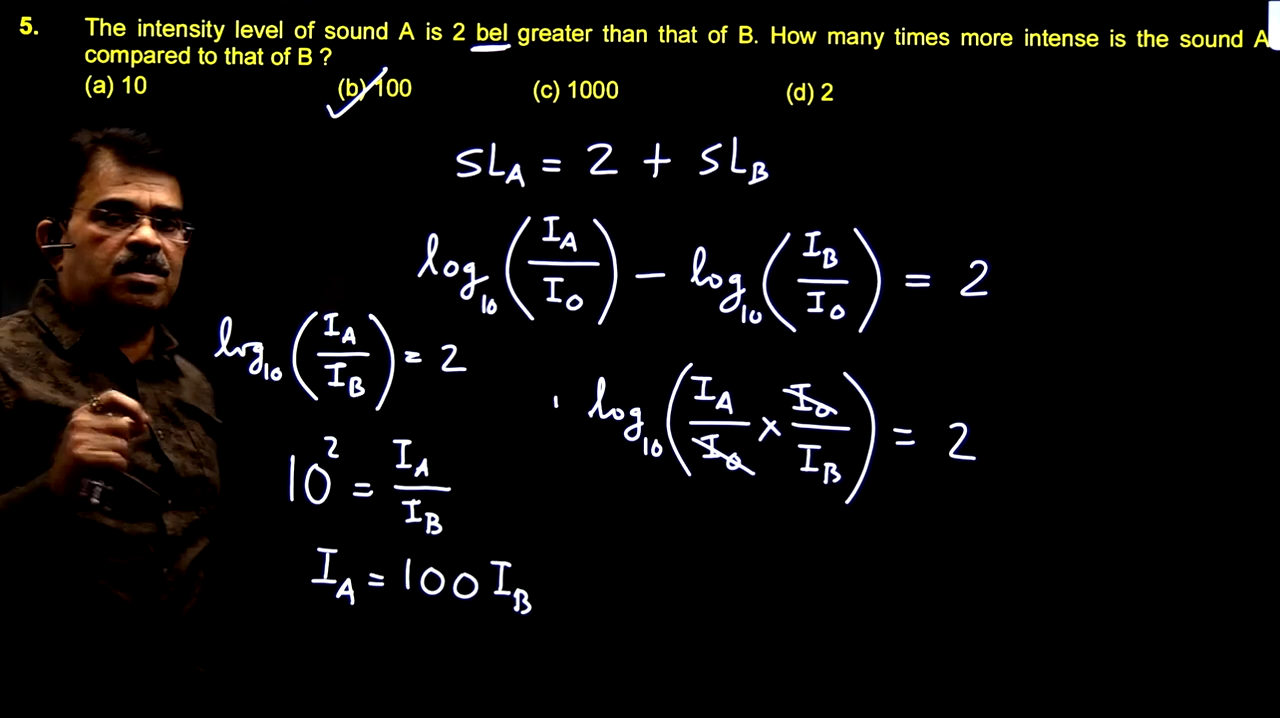 5. The intensity level of sound A is 2 bel greater than that of B. How many times more intense is the sound A
compared to that of B ?
(a) 10 (b) 100 (c) 1000 (d) 2
SL_A = 2 + SL_B
log_10 (I_A / I_0) - log_10 (I_B / I_0) = 2
log_10 (I_A / I_0 × I_0 / I_B) = 2
log_10 (I_A / I_B) = 2
10^2 = I_A / I_B
I_A = 100 I_B